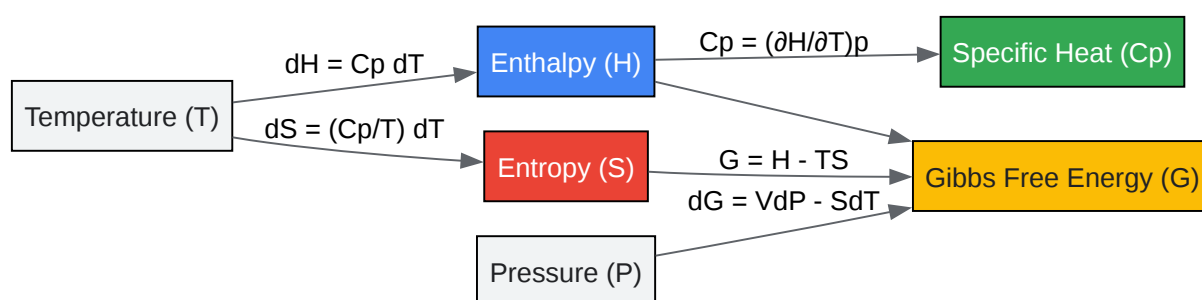 Temperature (T)
dH = Cp dT
dS = (Cp/T) dT
Enthalpy (H)
Entropy (S)
Pressure (P)
Cp = (∂H/∂T)p
G = H - TS
dG = VdP - SdT
Specific Heat (Cp)
Gibbs Free Energy (G)